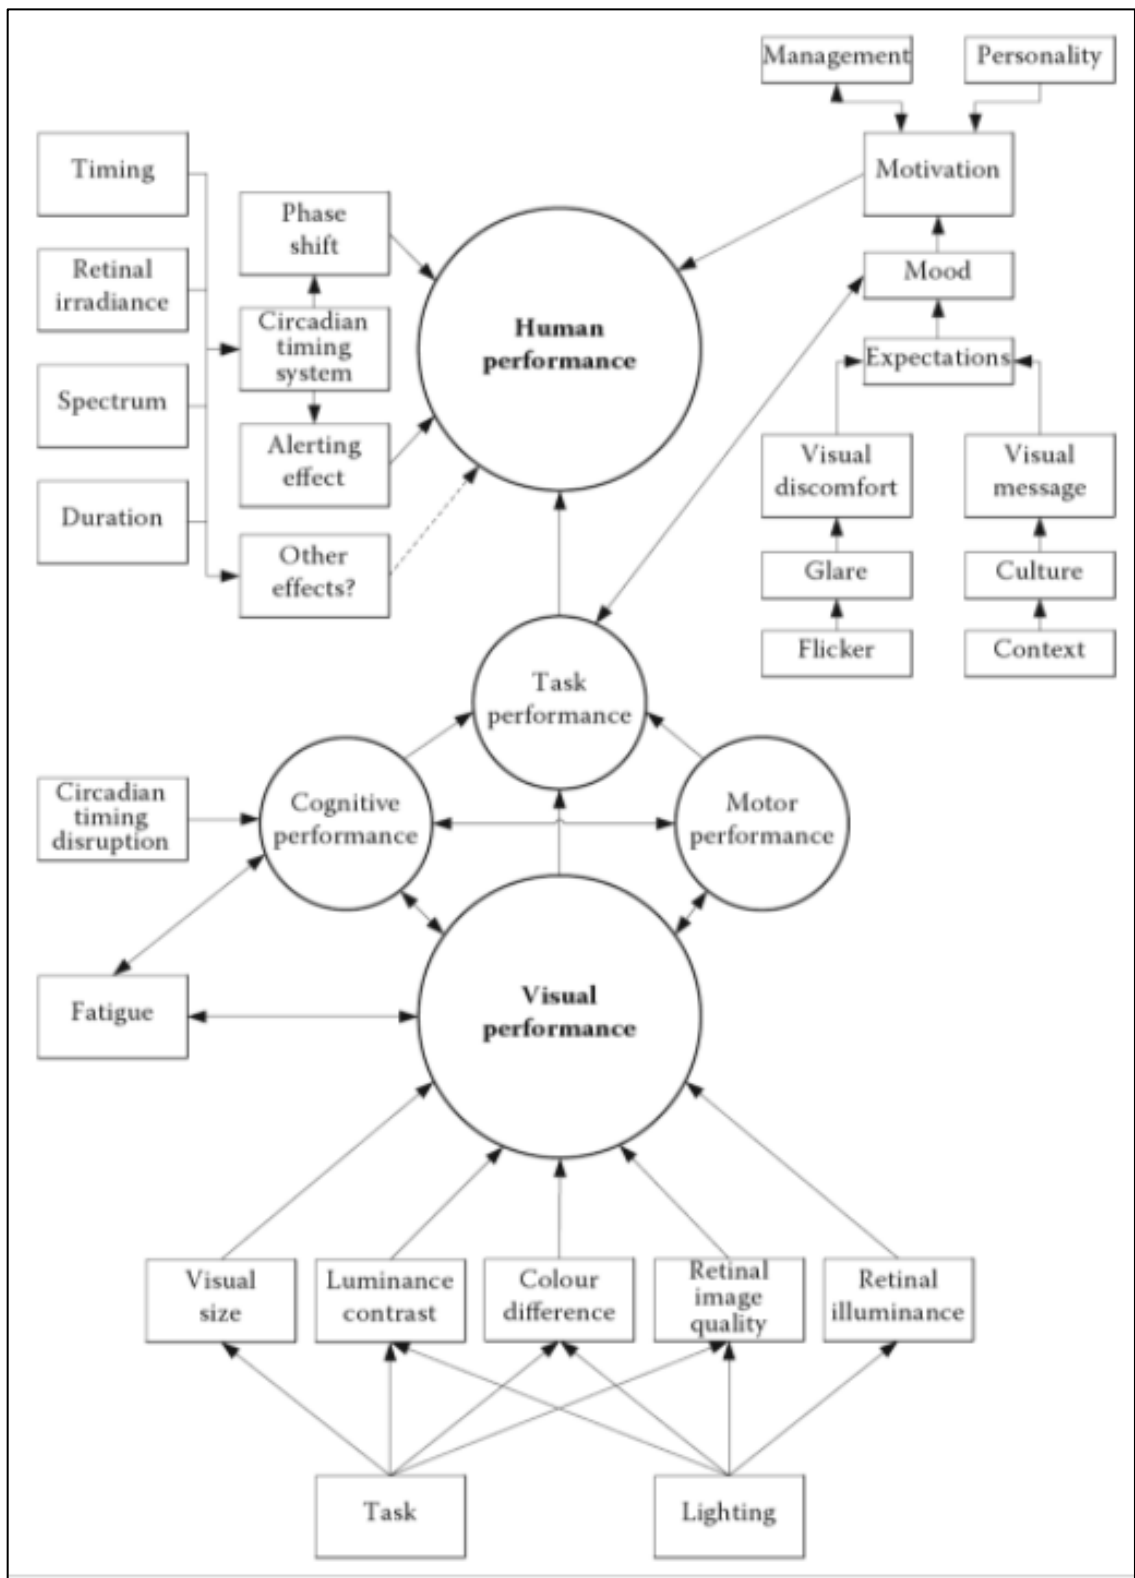 Management
Personality
Timing
Motivation
Phase
shift
Retinal
irradiance
Mood
Human
performance
Circadian
timing
system
Expectations
Spectrum
Alerting
effect
Visual
discomfort
Visual
message
Duration
Other
effects?
Glare
Culture
Flicker
Context
Task
performance
Circadian
timing
disruption
Cognitive
performance
Motor
performance
Fatigue
Visual
performance
Visual
size
Luminance
contrast
Colour
difference
Retinal
image
quality
Retinal
illuminance
Task
Lighting